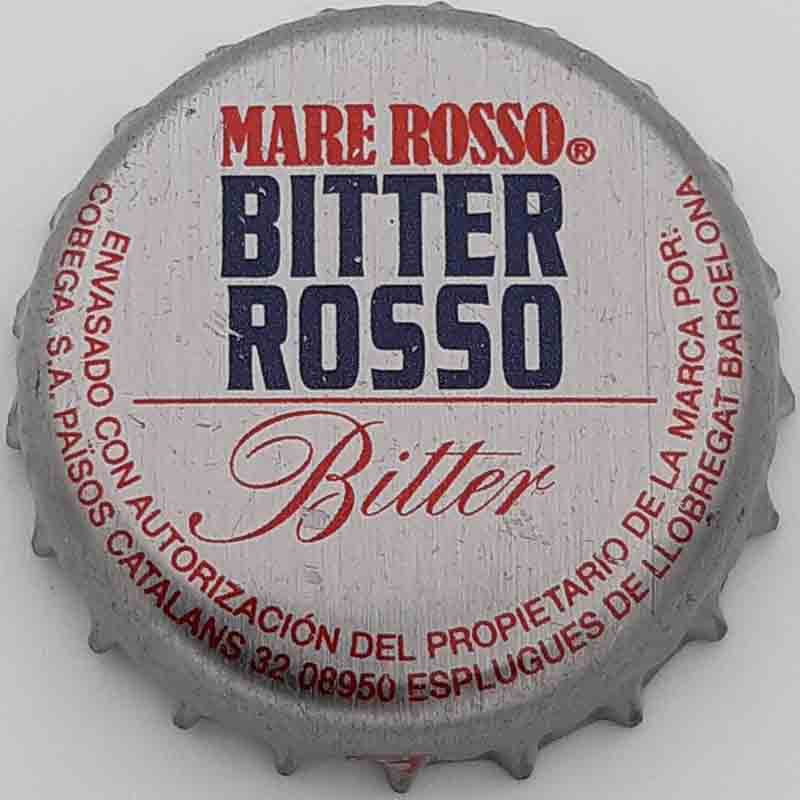 MARE ROSSO®
BITTER
ROSSO
Bitter
ENVASADO CON AUTORIZACIÓN DEL PROPIETARIO DE LA MARCA POR:
COBEGA, S.A. PAÏSOS CATALANS 32 08950 ESPLUGUES DE LLOBREGAT BARCELONA